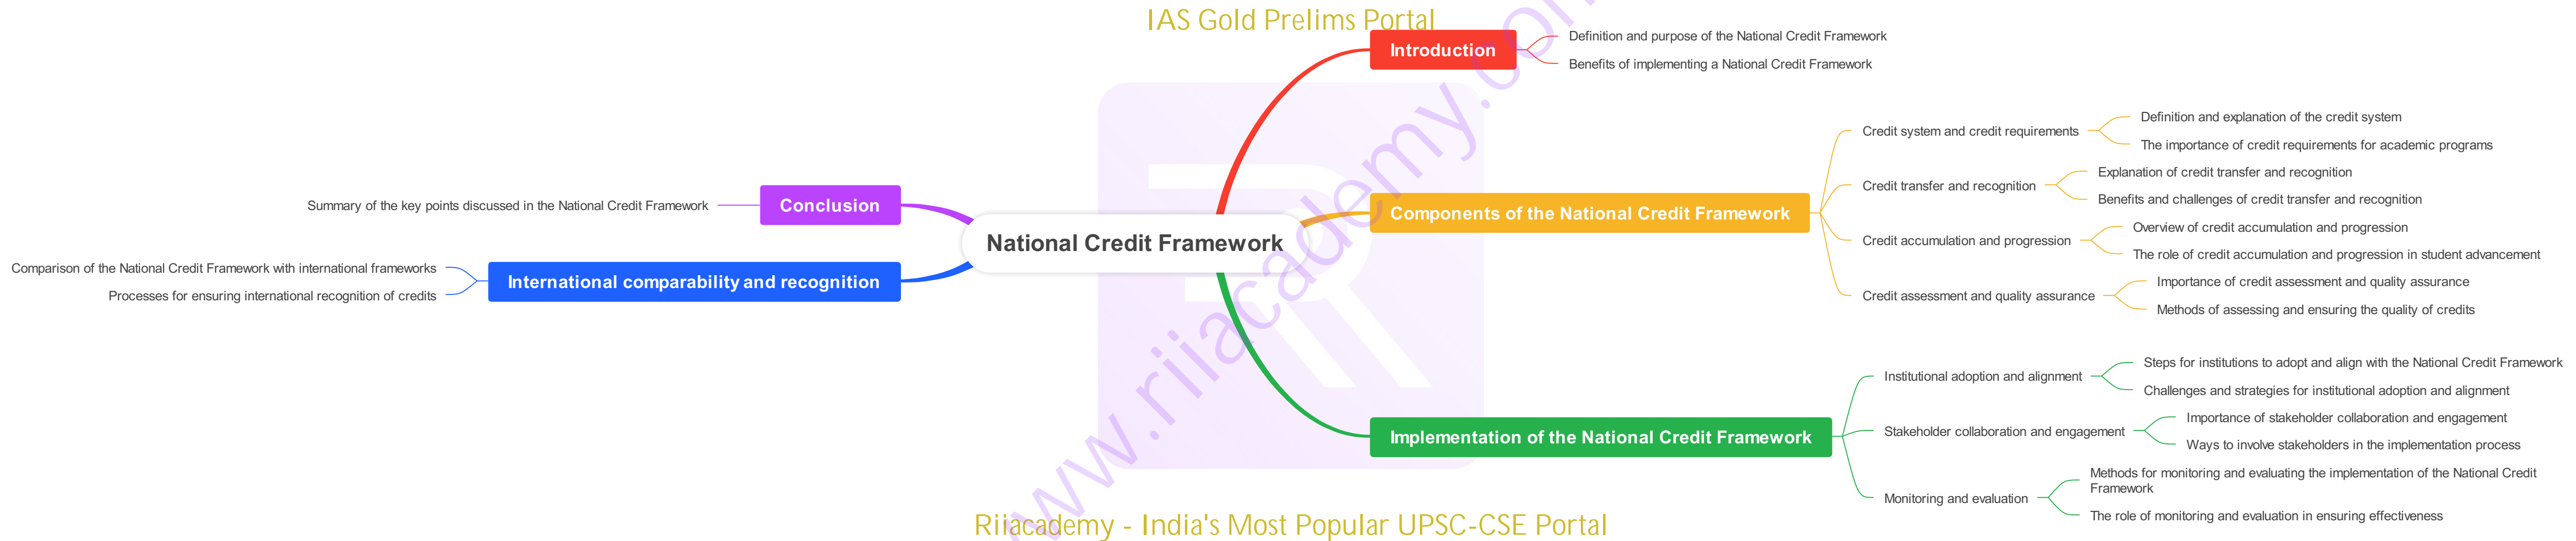 IAS Gold Prelims Portal
Introduction
Definition and purpose of the National Credit Framework
Benefits of implementing a National Credit Framework
Components of the National Credit Framework
Credit system and credit requirements
Definition and explanation of the credit system
The importance of credit requirements for academic programs
Credit transfer and recognition
Explanation of credit transfer and recognition
Benefits and challenges of credit transfer and recognition
Credit accumulation and progression
Overview of credit accumulation and progression
The role of credit accumulation and progression in student advancement
Credit assessment and quality assurance
Importance of credit assessment and quality assurance
Methods of assessing and ensuring the quality of credits
National Credit Framework
Implementation of the National Credit Framework
Institutional adoption and alignment
Steps for institutions to adopt and align with the National Credit Framework
Challenges and strategies for institutional adoption and alignment
Stakeholder collaboration and engagement
Importance of stakeholder collaboration and engagement
Ways to involve stakeholders in the implementation process
Monitoring and evaluation
Methods for monitoring and evaluating the implementation of the National Credit
Framework
The role of monitoring and evaluation in ensuring effectiveness
International comparability and recognition
Comparison of the National Credit Framework with international frameworks
Processes for ensuring international recognition of credits
Conclusion
Summary of the key points discussed in the National Credit Framework
www.riiacademy.com
Riiacademy - India's Most Popular UPSC-CSE Portal